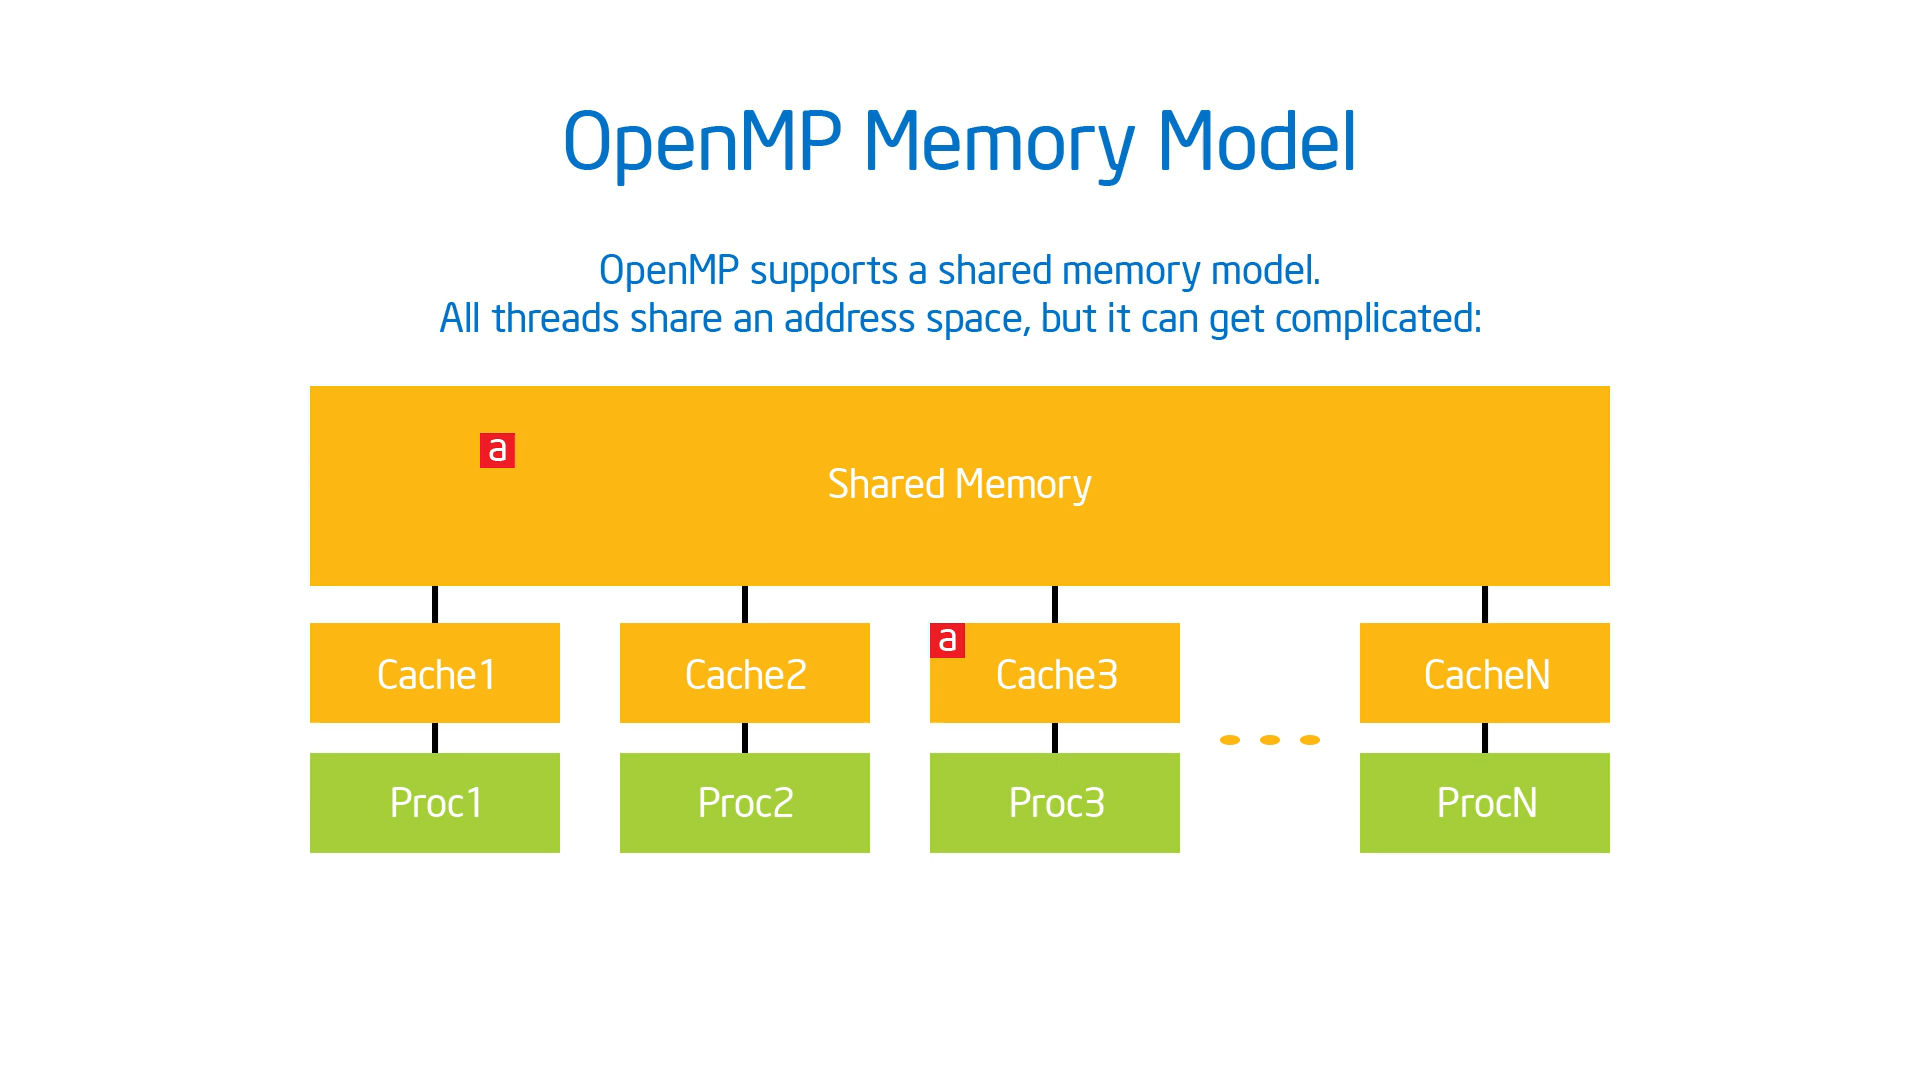 OpenMP Memory Model
OpenMP supports a shared memory model.
All threads share an address space, but it can get complicated:
a
Shared Memory
a
Cache1 Cache2 Cache3 CacheN
Proc1 Proc2 Proc3 ProcN